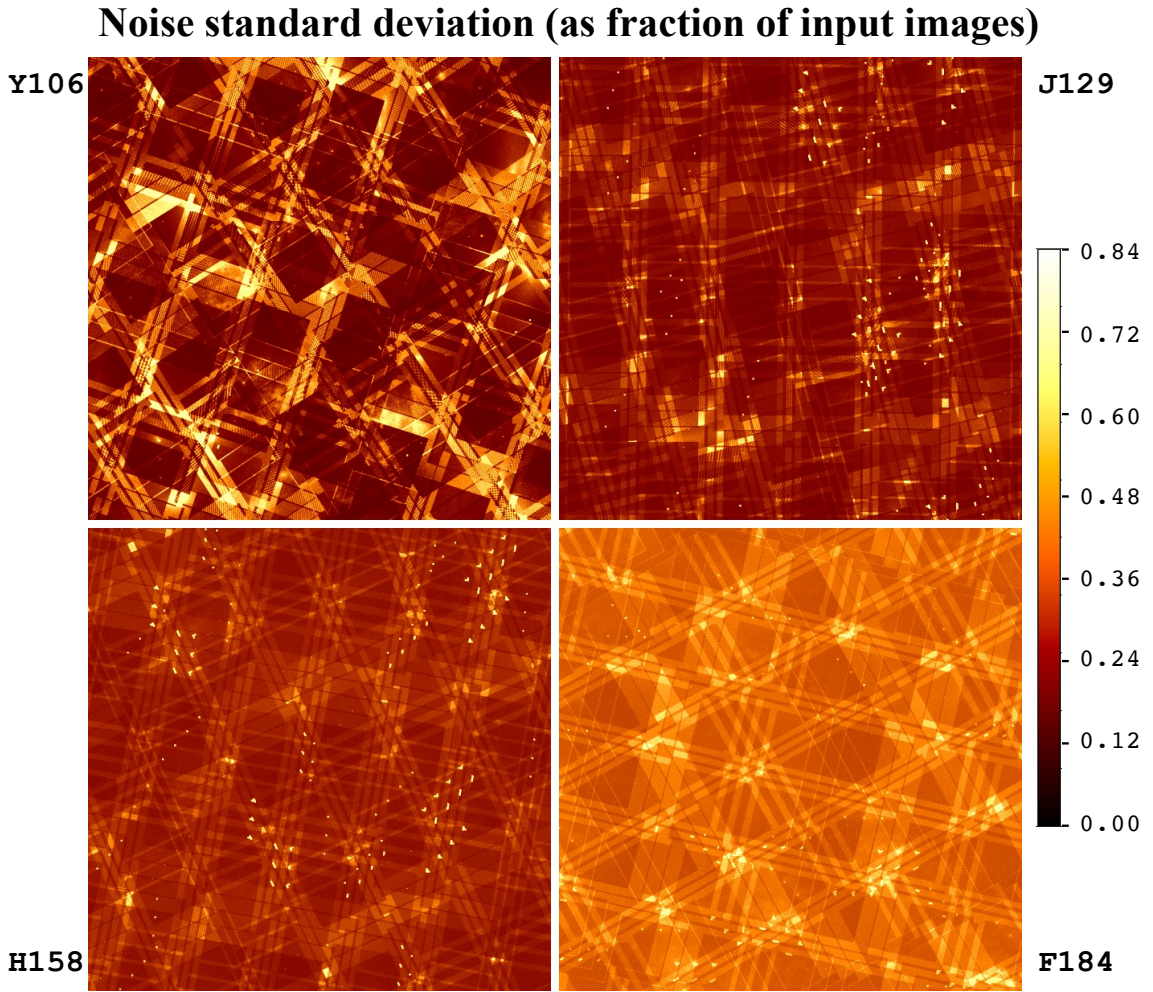 Noise standard deviation (as fraction of input images)
Y106
J129
0.84
0.72
0.60
0.48
0.36
0.24
0.12
0.00
H158
F184